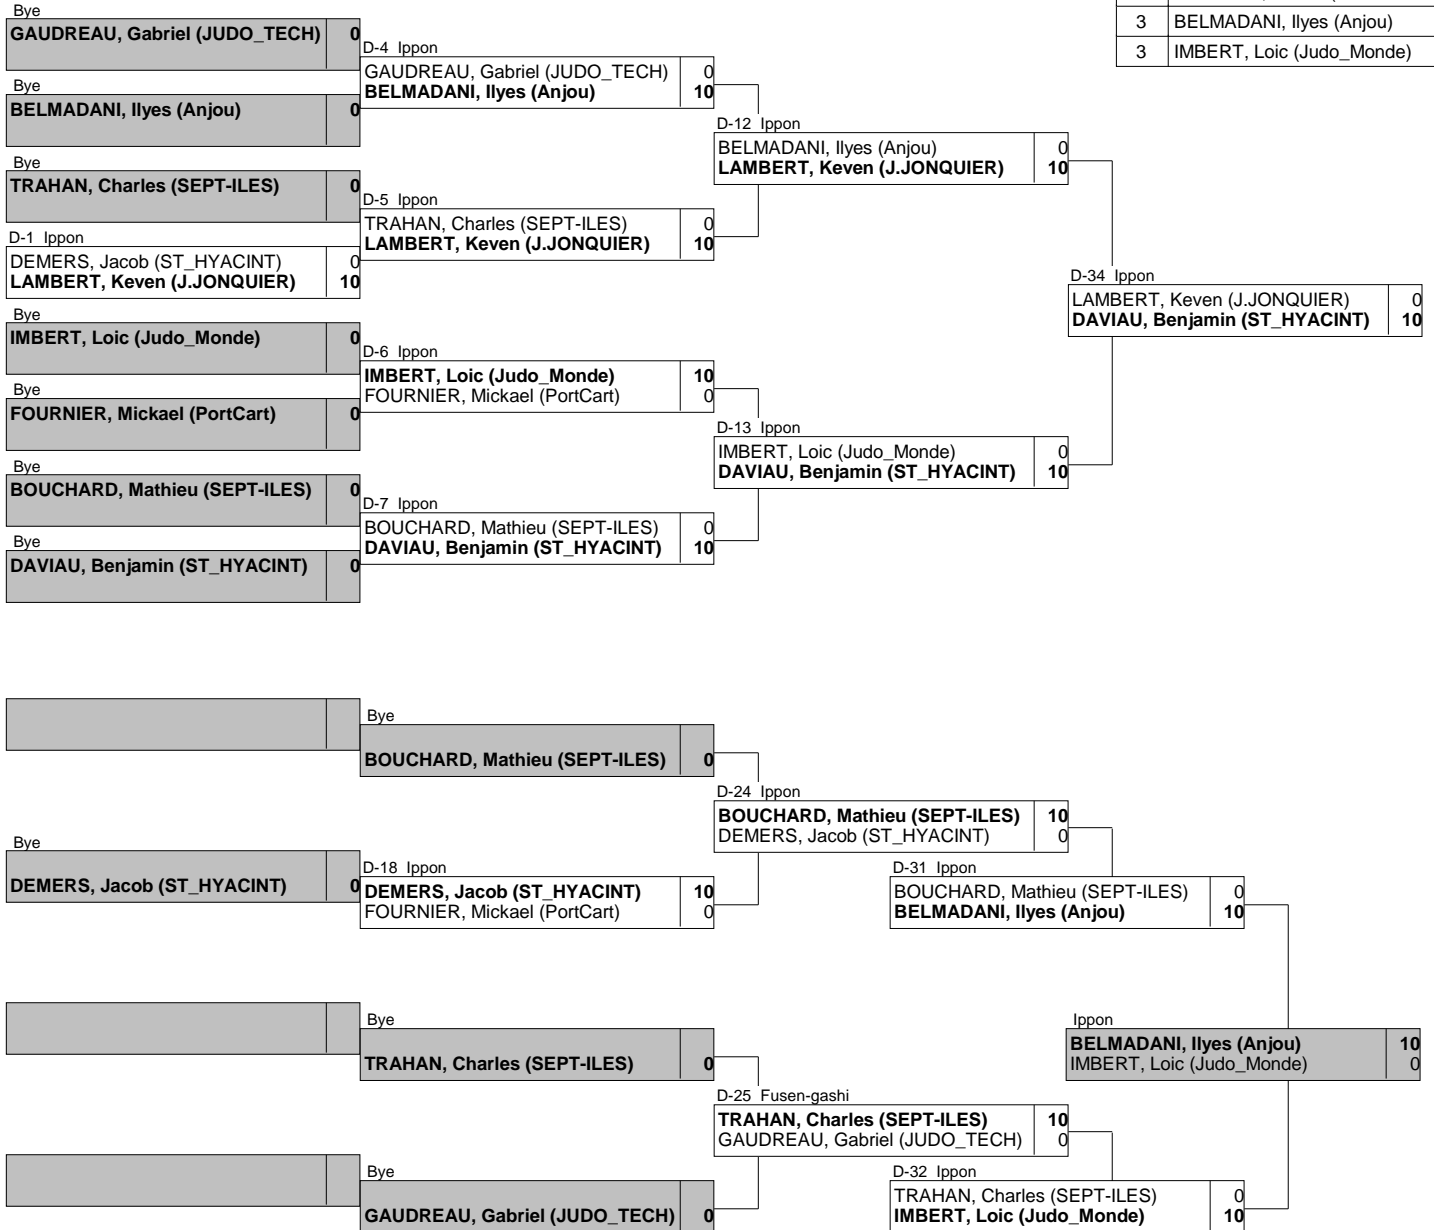 Bye
GAUDREAU, Gabriel (JUDO_TECH) 0
3 BELMADANI, Ilyes (Anjou)
3 IMBERT, Loic (Judo_Monde)
D-4 Ippon
GAUDREAU, Gabriel (JUDO_TECH) 0
BELMADANI, Ilyes (Anjou) 10
Bye
BELMADANI, Ilyes (Anjou) 0
D-12 Ippon
BELMADANI, Ilyes (Anjou) 0
LAMBERT, Keven (J.JONQUIER) 10
Bye
TRAHAN, Charles (SEPT-ILES) 0
D-5 Ippon
TRAHAN, Charles (SEPT-ILES) 0
LAMBERT, Keven (J.JONQUIER) 10
D-1 Ippon
DEMERS, Jacob (ST_HYACINT) 0
LAMBERT, Keven (J.JONQUIER) 10
D-34 Ippon
LAMBERT, Keven (J.JONQUIER) 0
DAVIAU, Benjamin (ST_HYACINT) 10
Bye
IMBERT, Loic (Judo_Monde) 0
D-6 Ippon
IMBERT, Loic (Judo_Monde) 10
FOURNIER, Mickael (PortCart) 0
Bye
FOURNIER, Mickael (PortCart) 0
D-13 Ippon
IMBERT, Loic (Judo_Monde) 0
DAVIAU, Benjamin (ST_HYACINT) 10
Bye
BOUCHARD, Mathieu (SEPT-ILES) 0
D-7 Ippon
BOUCHARD, Mathieu (SEPT-ILES) 0
DAVIAU, Benjamin (ST_HYACINT) 10
Bye
DAVIAU, Benjamin (ST_HYACINT) 0
Bye
BOUCHARD, Mathieu (SEPT-ILES) 0
D-24 Ippon
BOUCHARD, Mathieu (SEPT-ILES) 10
DEMERS, Jacob (ST_HYACINT) 0
Bye
DEMERS, Jacob (ST_HYACINT) 0
D-18 Ippon
DEMERS, Jacob (ST_HYACINT) 10
FOURNIER, Mickael (PortCart) 0
D-31 Ippon
BOUCHARD, Mathieu (SEPT-ILES) 0
BELMADANI, Ilyes (Anjou) 10
Bye
TRAHAN, Charles (SEPT-ILES) 0
Ippon
BELMADANI, Ilyes (Anjou) 10
IMBERT, Loic (Judo_Monde) 0
D-25 Fusen-gashi
TRAHAN, Charles (SEPT-ILES) 10
GAUDREAU, Gabriel (JUDO_TECH) 0
Bye
GAUDREAU, Gabriel (JUDO_TECH) 0
D-32 Ippon
TRAHAN, Charles (SEPT-ILES) 0
IMBERT, Loic (Judo_Monde) 10